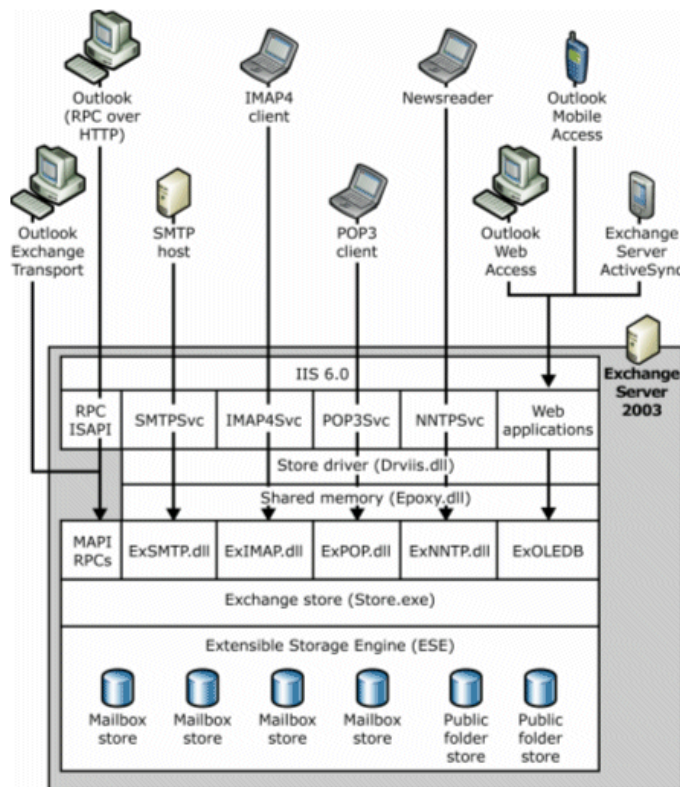 Outlook
(RPC over
HTTP)
IMAP4
client
Newsreader
Outlook
Mobile
Access
Outlook
Exchange
Transport
SMTP
host
POP3
client
Outlook
Web
Access
Exchange
Server
ActiveSync
Exchange
Server
2003
IIS 6.0
RPC
ISAPI
SMTPSvc
IMAP4Svc
POP3Svc
NNTPSvc
Web
applications
Store driver (Drviis.dll)
Shared memory (Epoxy.dll)
MAPI
RPCs
ExSMTP.dll
ExIMAP.dll
ExPOP.dll
ExNNTP.dll
ExOLEDB
Exchange store (Store.exe)
Extensible Storage Engine (ESE)
Mailbox
store
Mailbox
store
Mailbox
store
Mailbox
store
Public
folder
store
Public
folder
store